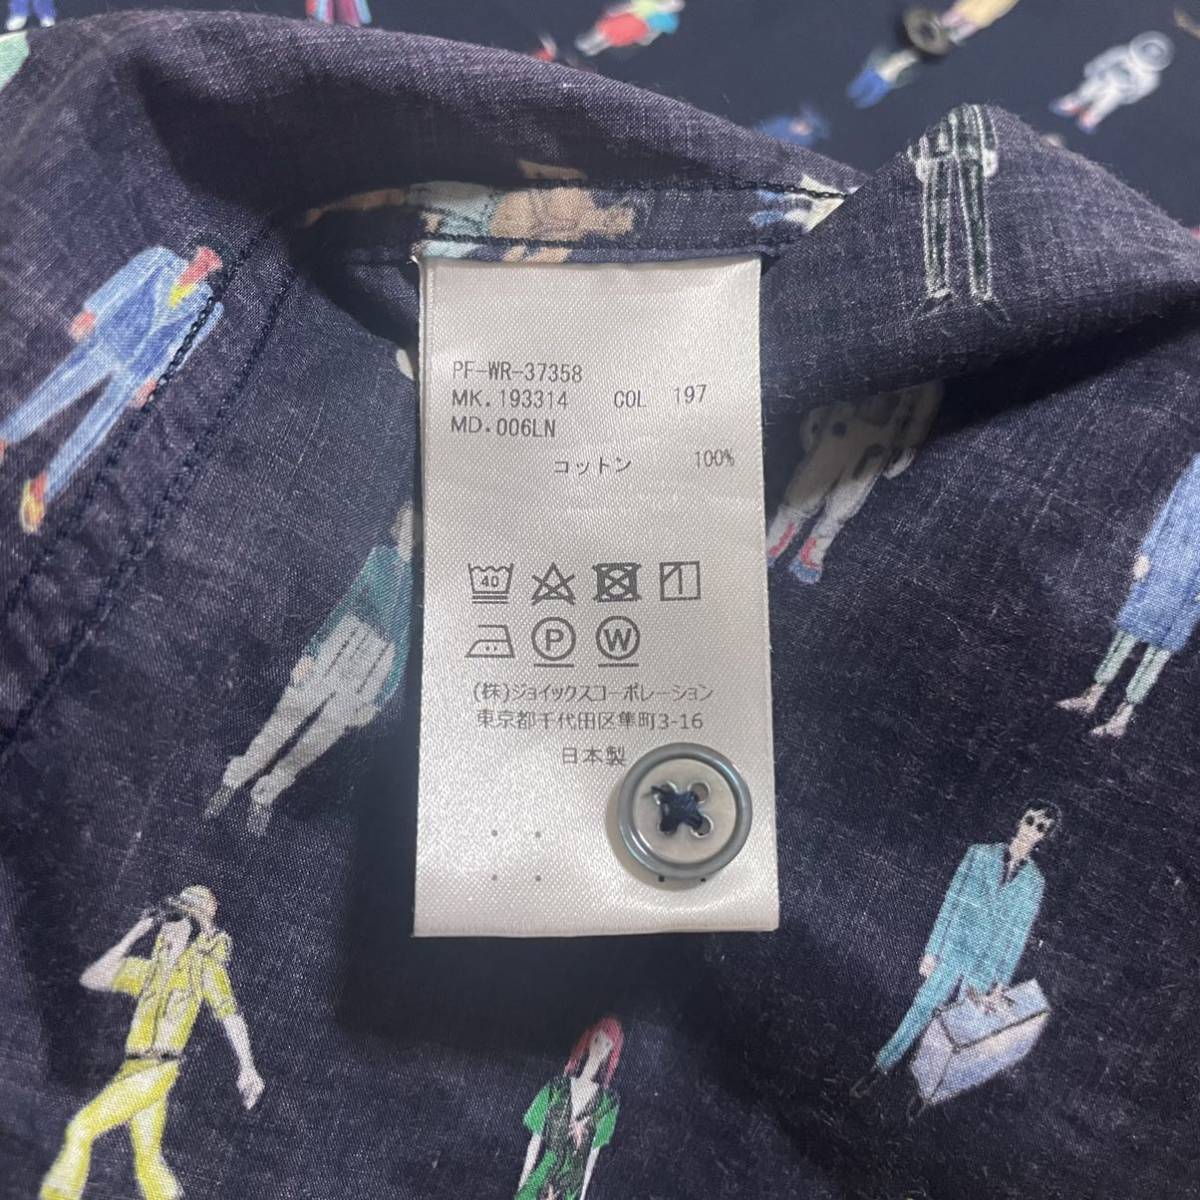 PF-WR-37358
MK.193314 COL 197
MD.006LN
コットン 100%
40
P W
(株)ジョイックスコーポレーション
東京都千代田区隼町3-16
日本製